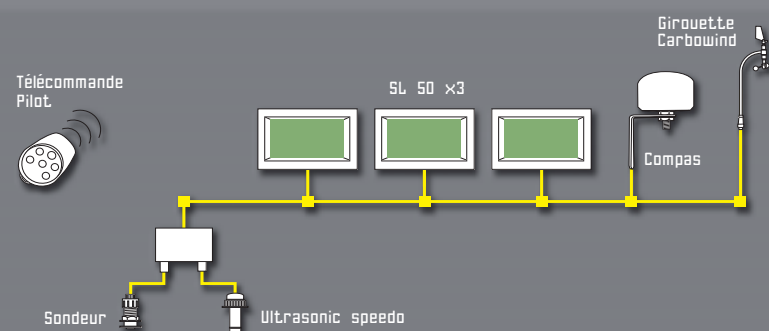 Girouette
Carbowind
Télécommande
Pilot
SL 50 x3
Compas
Sondeur
Ultrasonic speedo